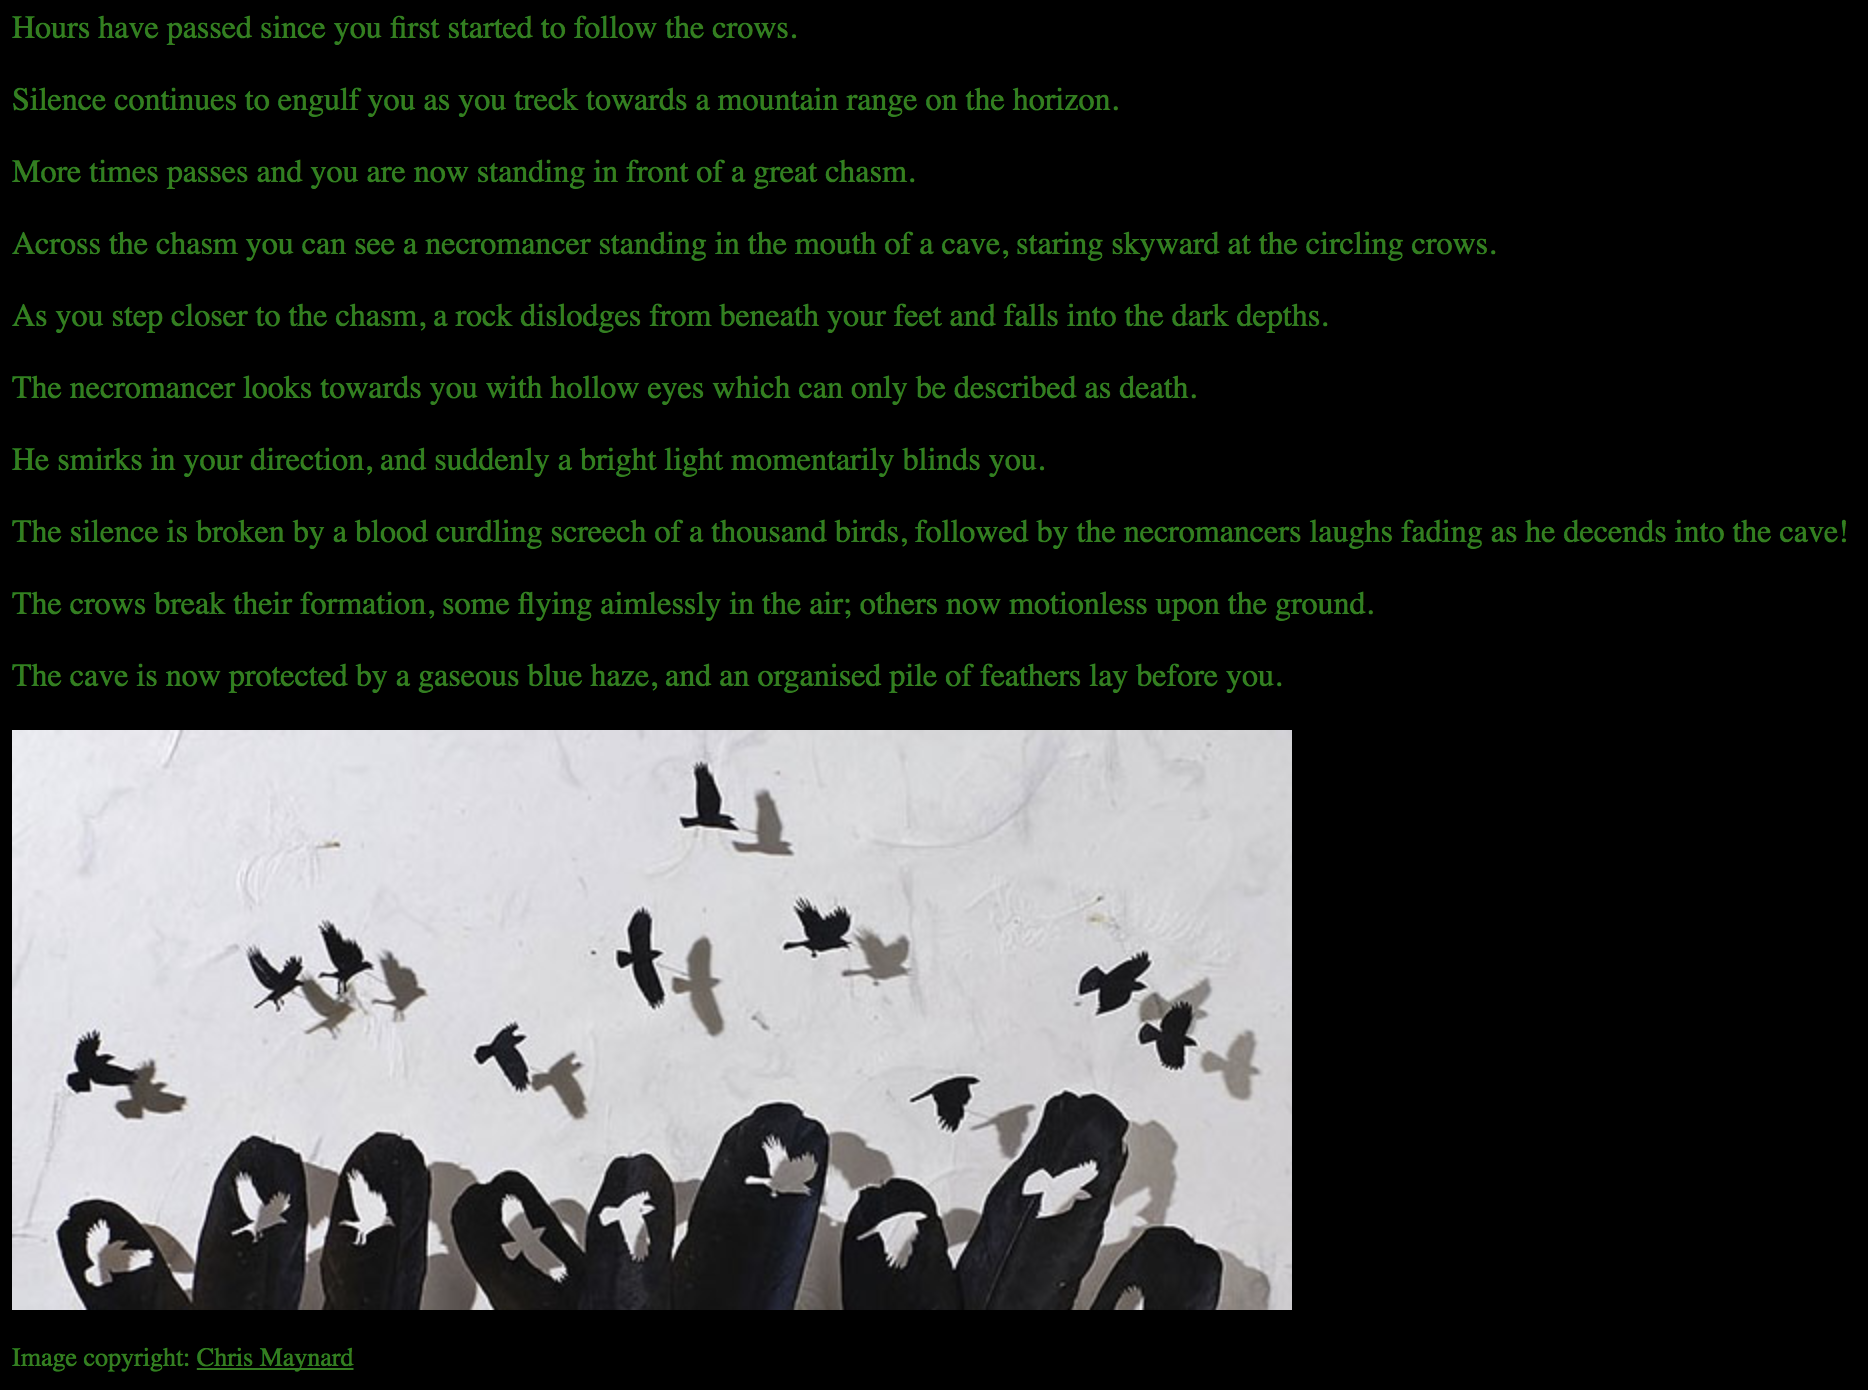 Hours have passed since you first started to follow the crows.
Silence continues to engulf you as you treck towards a mountain range on the horizon.
More times passes and you are now standing in front of a great chasm.
Across the chasm you can see a necromancer standing in the mouth of a cave, staring skyward at the circling crows.
As you step closer to the chasm, a rock dislodges from beneath your feet and falls into the dark depths.
The necromancer looks towards you with hollow eyes which can only be described as death.
He smirks in your direction, and suddenly a bright light momentarily blinds you.
The silence is broken by a blood curdling screech of a thousand birds, followed by the necromancers laughs fading as he decends into the cave!
The crows break their formation, some flying aimlessly in the air; others now motionless upon the ground.
The cave is now protected by a gaseous blue haze, and an organised pile of feathers lay before you.
Image copyright: Chris Maynard